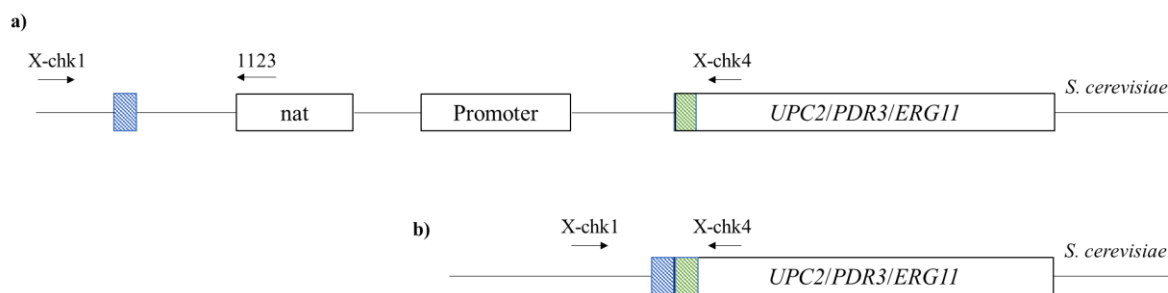 a)
X-chk1
1123
X-chk4
S. cerevisiae
nat
Promoter
UPC2/PDR3/ERG11
b)
X-chk1
X-chk4
S. cerevisiae
UPC2/PDR3/ERG11